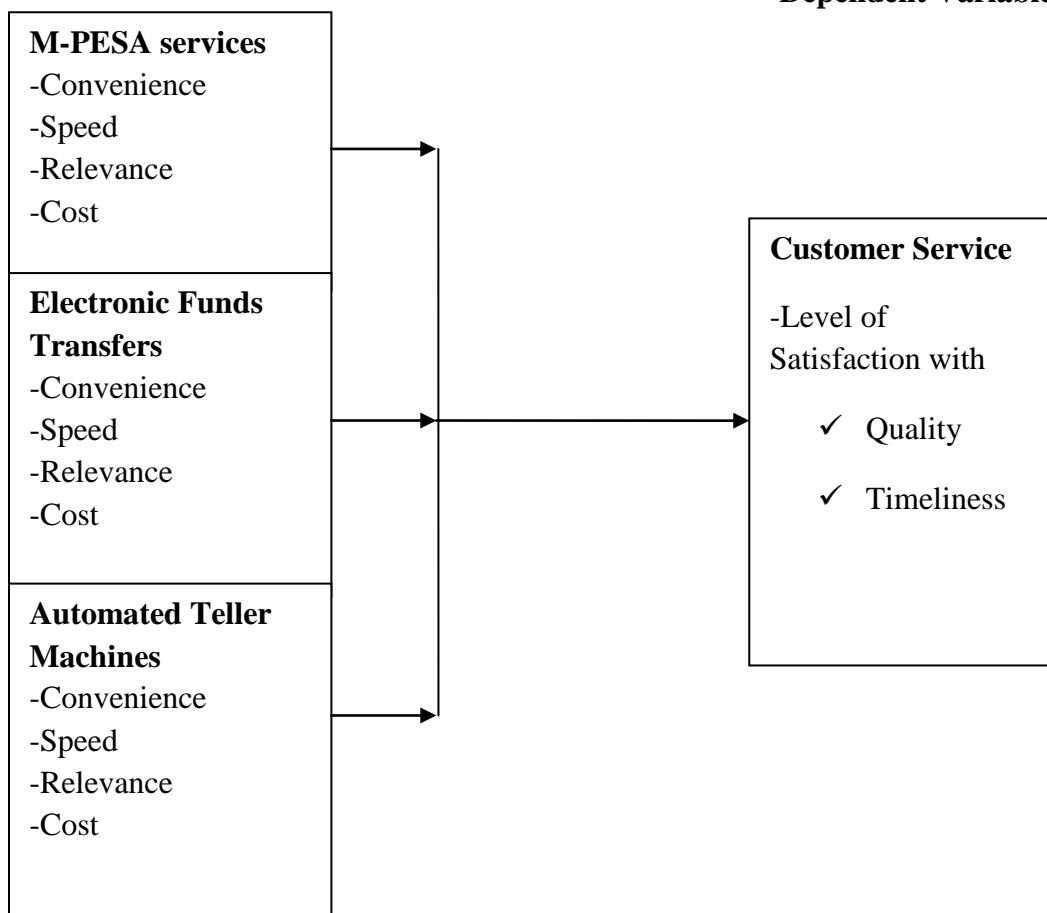 Dependent Variable
M-PESA services
-Convenience
-Speed
-Relevance
-Cost
Electronic Funds
Transfers
-Convenience
-Speed
-Relevance
-Cost
Automated Teller
Machines
-Convenience
-Speed
-Relevance
-Cost
Customer Service
-Level of
Satisfaction with
✓ Quality
✓ Timeliness